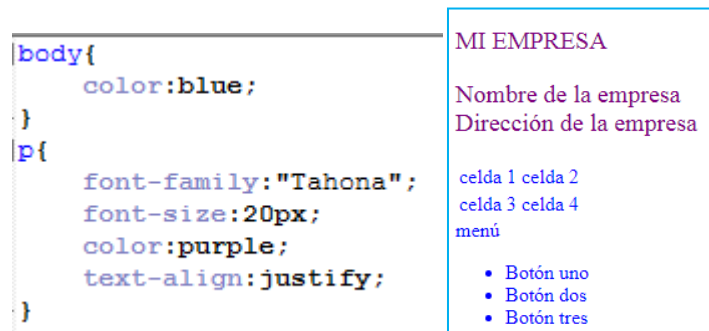 body{
color:blue;
}
p{
font-family:"Tahona";
font-size:20px;
color:purple;
text-align:justify;
}
MI EMPRESA
Nombre de la empresa
Dirección de la empresa
celda 1 celda 2
celda 3 celda 4
menú
• Botón uno
• Botón dos
• Botón tres